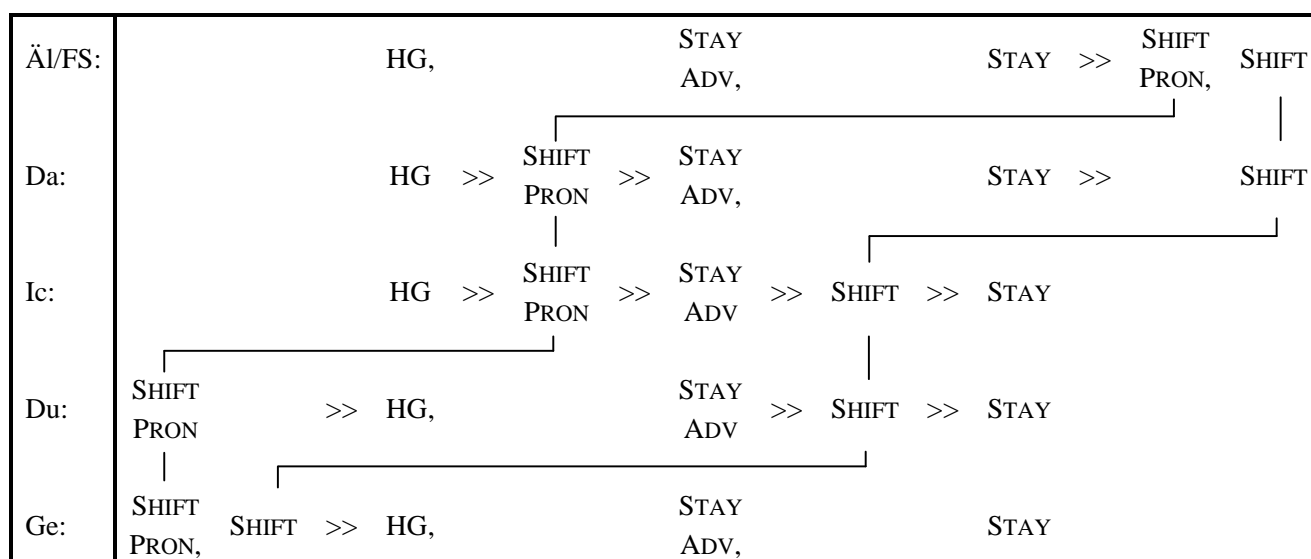 Äl/FS: HG, STAY ADV, STAY >> SHIFT PRON, SHIFT
Da: HG >> SHIFT PRON >> STAY ADV, STAY >> SHIFT
Ic: HG >> SHIFT PRON >> STAY ADV >> SHIFT >> STAY
Du: SHIFT PRON >> HG, STAY ADV >> SHIFT >> STAY
Ge: SHIFT PRON, SHIFT >> HG, STAY ADV, STAY